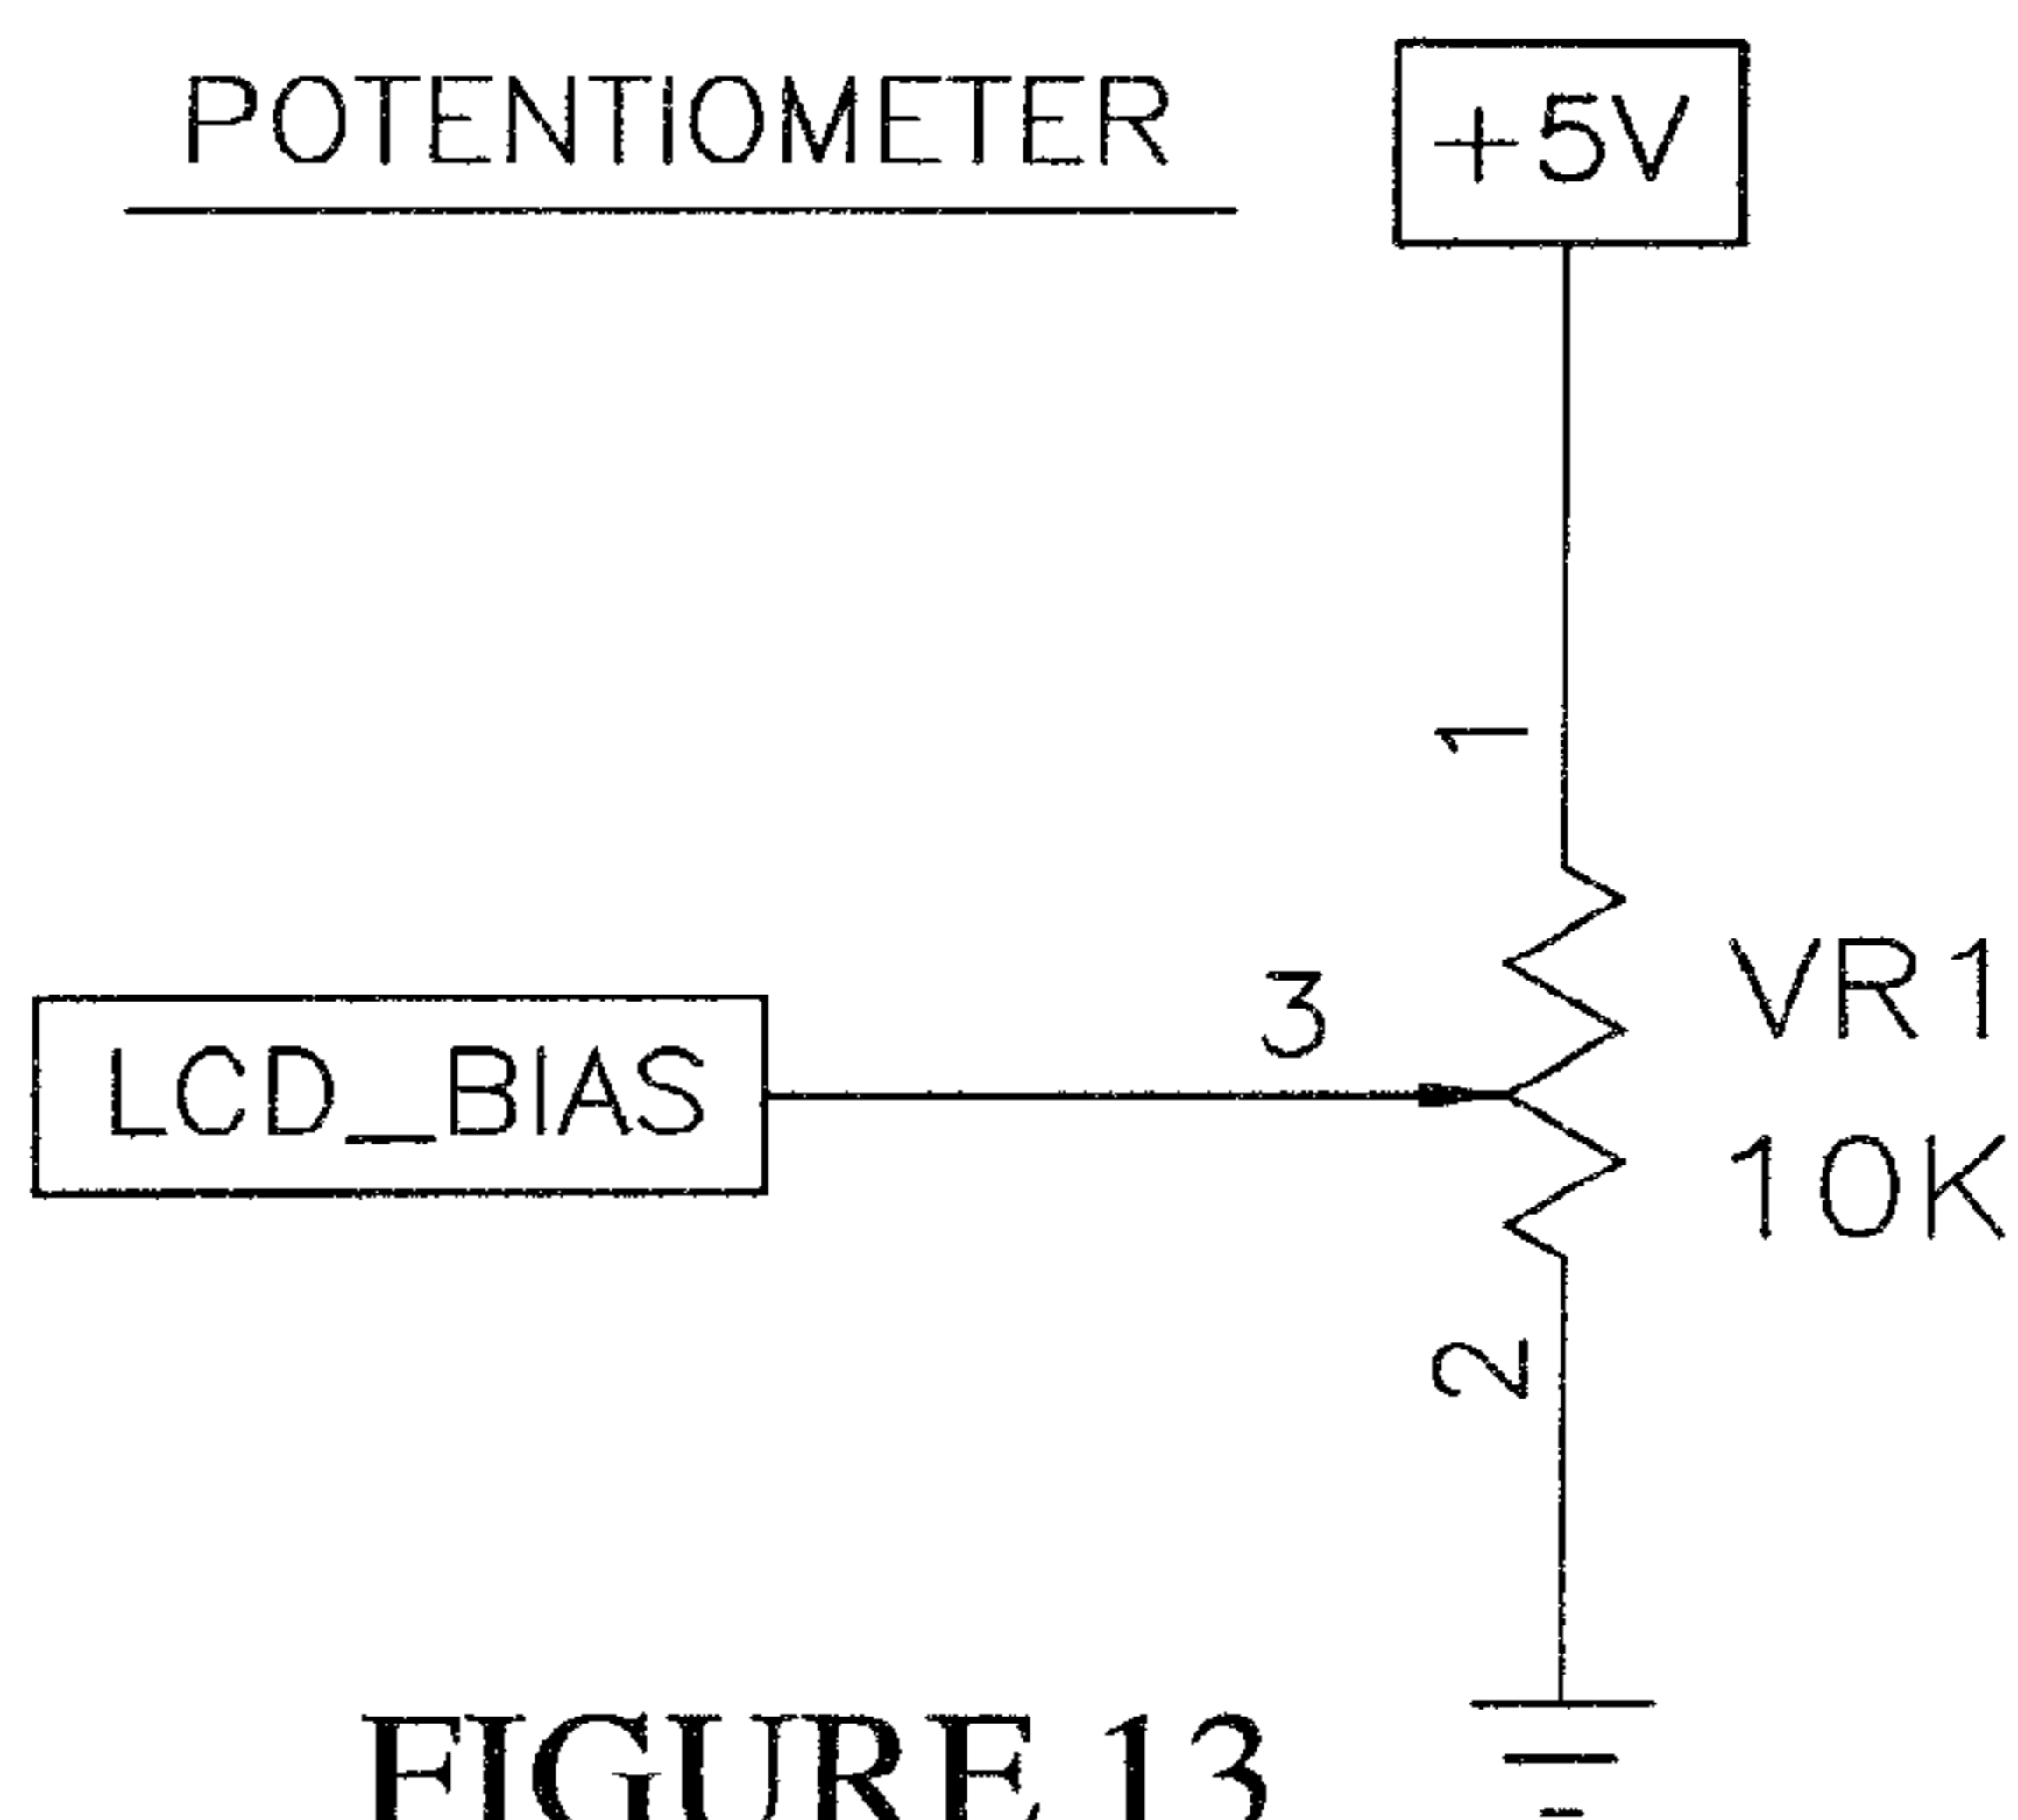 POTENTIOMETER
+5V
1
3
VR1
LCD_BIAS
10K
2
FIGURE 13